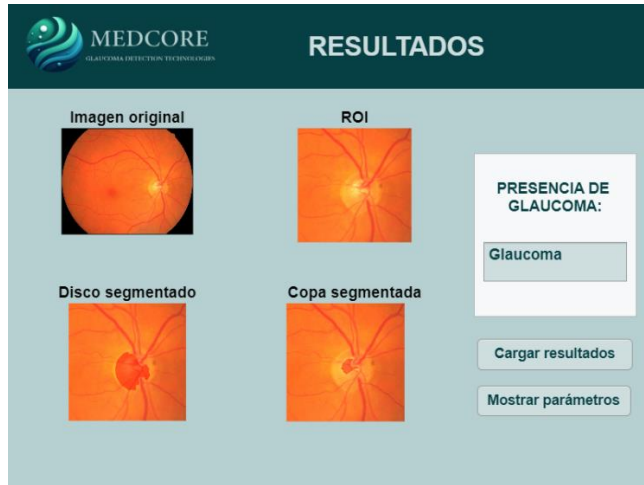 MEDCORE
GLAUCOMA DETECTION TECHNOLOGIES
RESULTADOS
Imagen original
ROI
PRESENCIA DE
GLAUCOMA:
Glaucoma
Disco segmentado
Copa segmentada
Cargar resultados
Mostrar parámetros